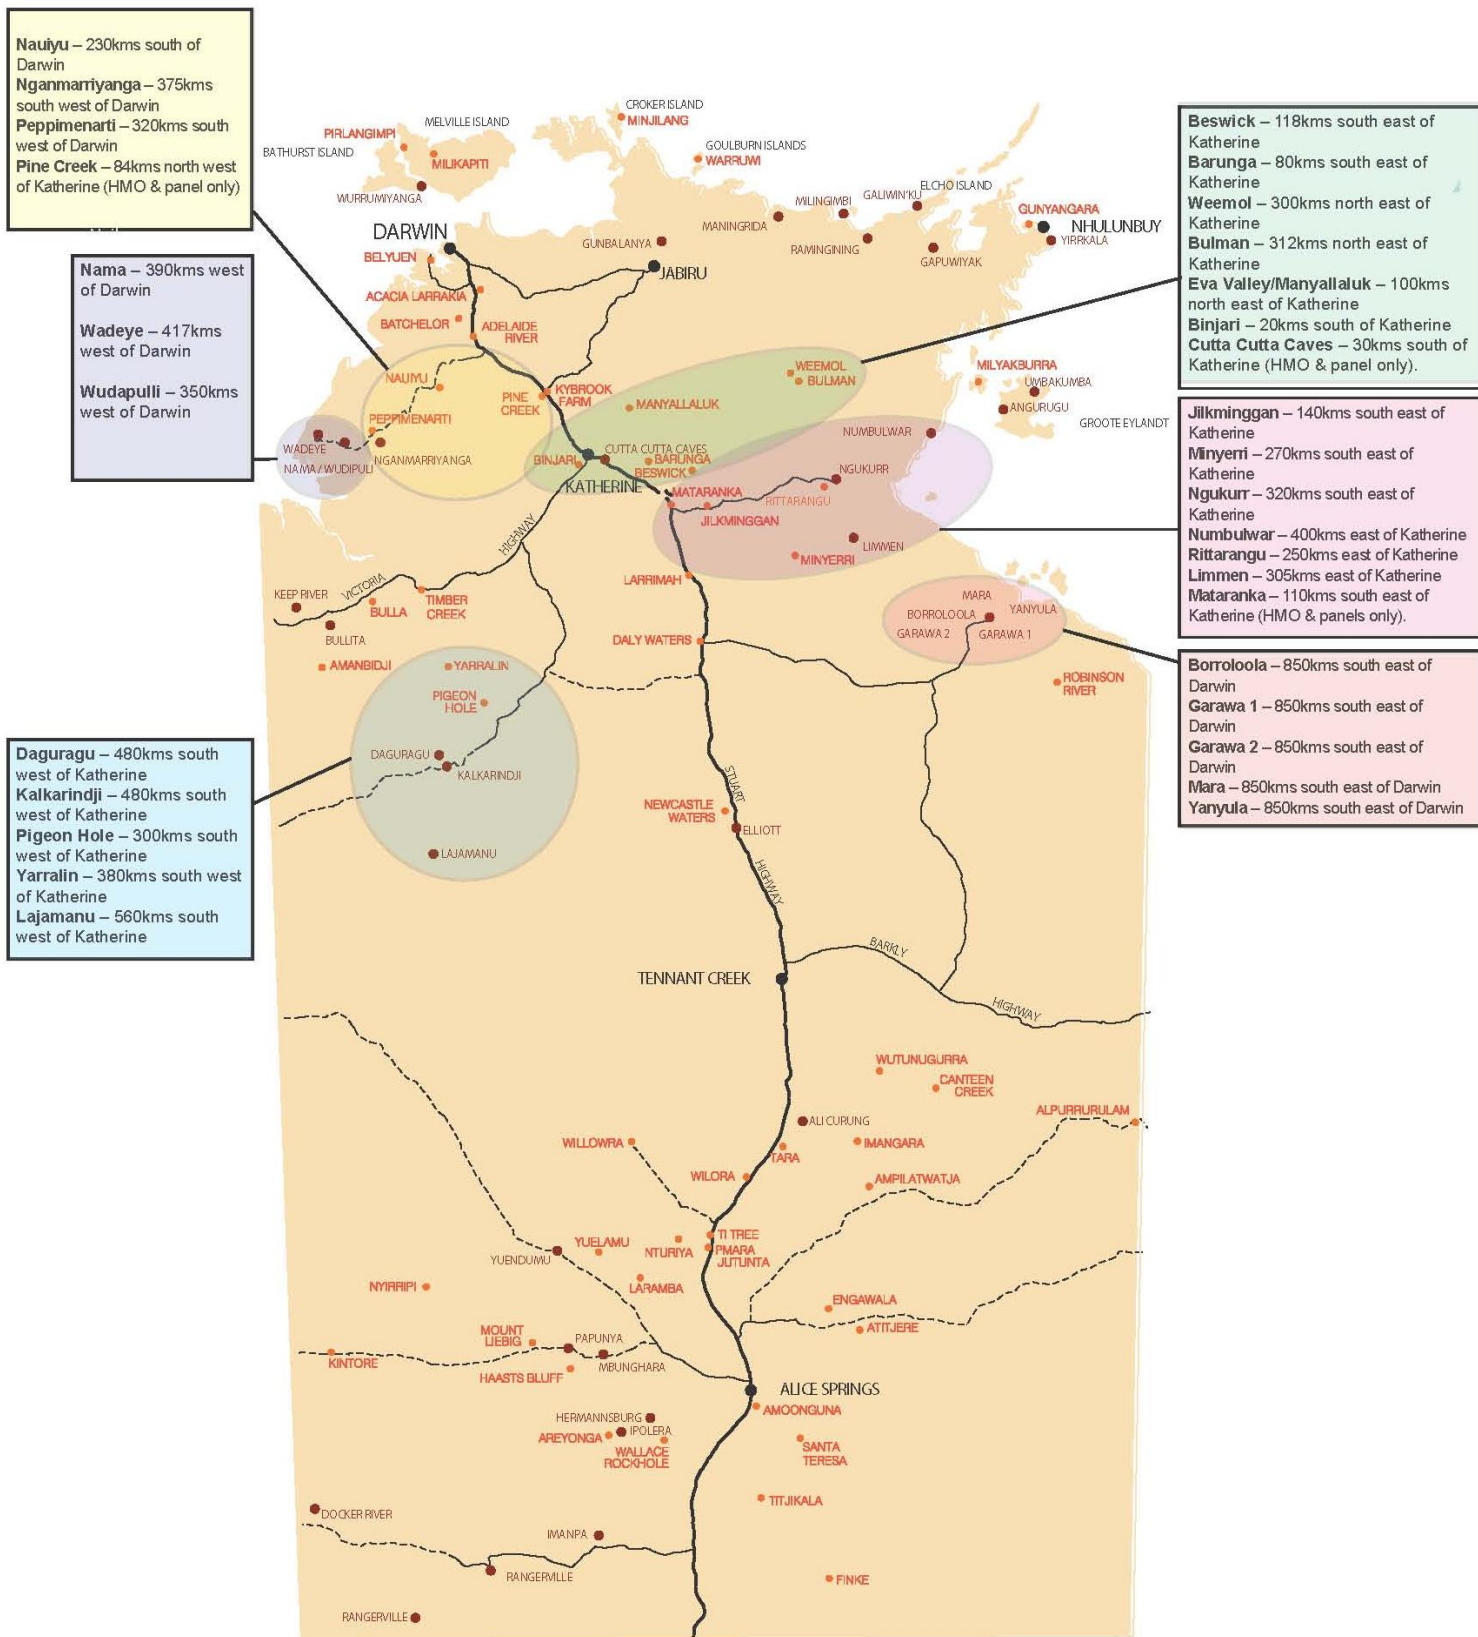 Nauiyu – 230kms south of
Darwin
Nganmarriyanga – 375kms
south west of Darwin
Peppimenarti – 320kms south
west of Darwin
Pine Creek – 84kms north west
of Katherine (HMO & panel only)
Nama – 390kms west
of Darwin
Wadeye – 417kms
west of Darwin
Wudapulli – 350kms
west of Darwin
Daguragu – 480kms south
west of Katherine
Kalkarindji – 480kms south
west of Katherine
Pigeon Hole – 300kms south
west of Katherine
Yarralin – 380kms south west
of Katherine
Lajamanu – 560kms south
west of Katherine
Beswick – 118kms south east of
Katherine
Barunga – 80kms south east of
Katherine
Weemol – 300kms north east of
Katherine
Bulman – 312kms north east of
Katherine
Eva Valley/Manyallaluk – 100kms
north east of Katherine
Binjari – 20kms south of Katherine
Cutta Cutta Caves – 30kms south of
Katherine (HMO & panel only).
Jilkminggan – 140kms south east of
Katherine
Minyerri – 270kms south east of
Katherine
Ngukurr – 320kms south east of
Katherine
Numbulwar – 400kms east of Katherine
Rittarangu – 250kms east of Katherine
Limmen – 305kms east of Katherine
Mataranka – 110kms south east of
Katherine (HMO & panels only).
Borroloola – 850kms south east of
Darwin
Garawa 1 – 850kms south east of
Darwin
Garawa 2 – 850kms south east of
Darwin
Mara – 850kms south east of Darwin
Yanyula – 850kms south east of Darwin
CROKER ISLAND
MINJILANG
MELVILLE ISLAND
PIRLANGIMPI
BATHURST ISLAND
MILIKAPITI
WURRUMIYANGA
GOULBURN ISLANDS
WARRUWI
ELCHO ISLAND
GALIWIN'KU
MILINGIMBI
MANINGRIDA
RAMINGINING
GAPUWIYAK
GUNYANGARA
NHULUNBUY
YIRRKALA
DARWIN
BELYUEN
GUNBALANYA
JABIRU
ACACIA LARRAKIA
BATCHELOR
ADELAIDE
RIVER
NAUIYU
PEPPIMENARTI
PINE
CREEK
KYBROOK
FARM
WADEYE
NGANMARRIYANGA
NAMA / WUDIPULI
WEEMOL
BULMAN
MANYALLALUK
CUTTA CUTTA CAVES
BINJARI
BARUNGA
BESWICK
KATHERINE
MILYAKBURRA
UMBAKUMBA
ANGURUGU
GROOTE EYLANDT
NUMBULWAR
NGUKURR
RITTARANGU
MATARANKA
JILKMINGGAN
LIMMEN
MINYERRI
LARRIMAH
HIGHWAY
VICTORIA
KEEP RIVER
BULLA
TIMBER
CREEK
BULLITA
AMANBIDJI
YARRALIN
PIGEON
HOLE
DAGURAGU
KALKARINDJI
LAJAMANU
DALY WATERS
MARA
BORROLOOLA
YANYULA
GARAWA 2
GARAWA 1
ROBINSON
RIVER
STUART
NEWCASTLE
WATERS
ELLIOTT
HIGHWAY
BARKLY
HIGHWAY
TENNANT CREEK
WUTUNUGURRA
CANTEEN
CREEK
ALPURRURULAM
ALI CURUNG
IMANGARA
TARA
WILLOWRA
WILORA
AMPILATWATJA
TI TREE
PMARA
JUTUNTA
NTURIYA
YUELAMU
YUENDUMU
LARAMBA
NYIRRIPI
ENGAWALA
ATITJERE
MOUNT
LIEBIG
PAPUNYA
MBUNGHARA
KINTORE
HAASTS BLUFF
ALICE SPRINGS
AMOONGUNA
HERMANNSBURG
IPOLERA
AREYONGA
WALLACE
ROCKHOLE
SANTA
TERESA
TITJIKALA
DOCKER RIVER
IMANPA
RANGERVILLE
FINKE
RANGERVILLE